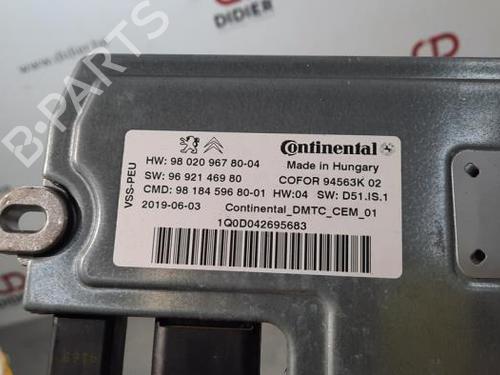 DIDIER
B-PARTS
VSS-PEU
HW: 98 020 967 80-04
SW: 96 921 469 80
CMD: 98 184 596 80-01 HW:04 SW: D51.IS.1
2019-06-03 Continental_DMTC_CEM_01
1Q0D042695683
Continental
Made in Hungary
COFOR 94563K 02
DIDIER